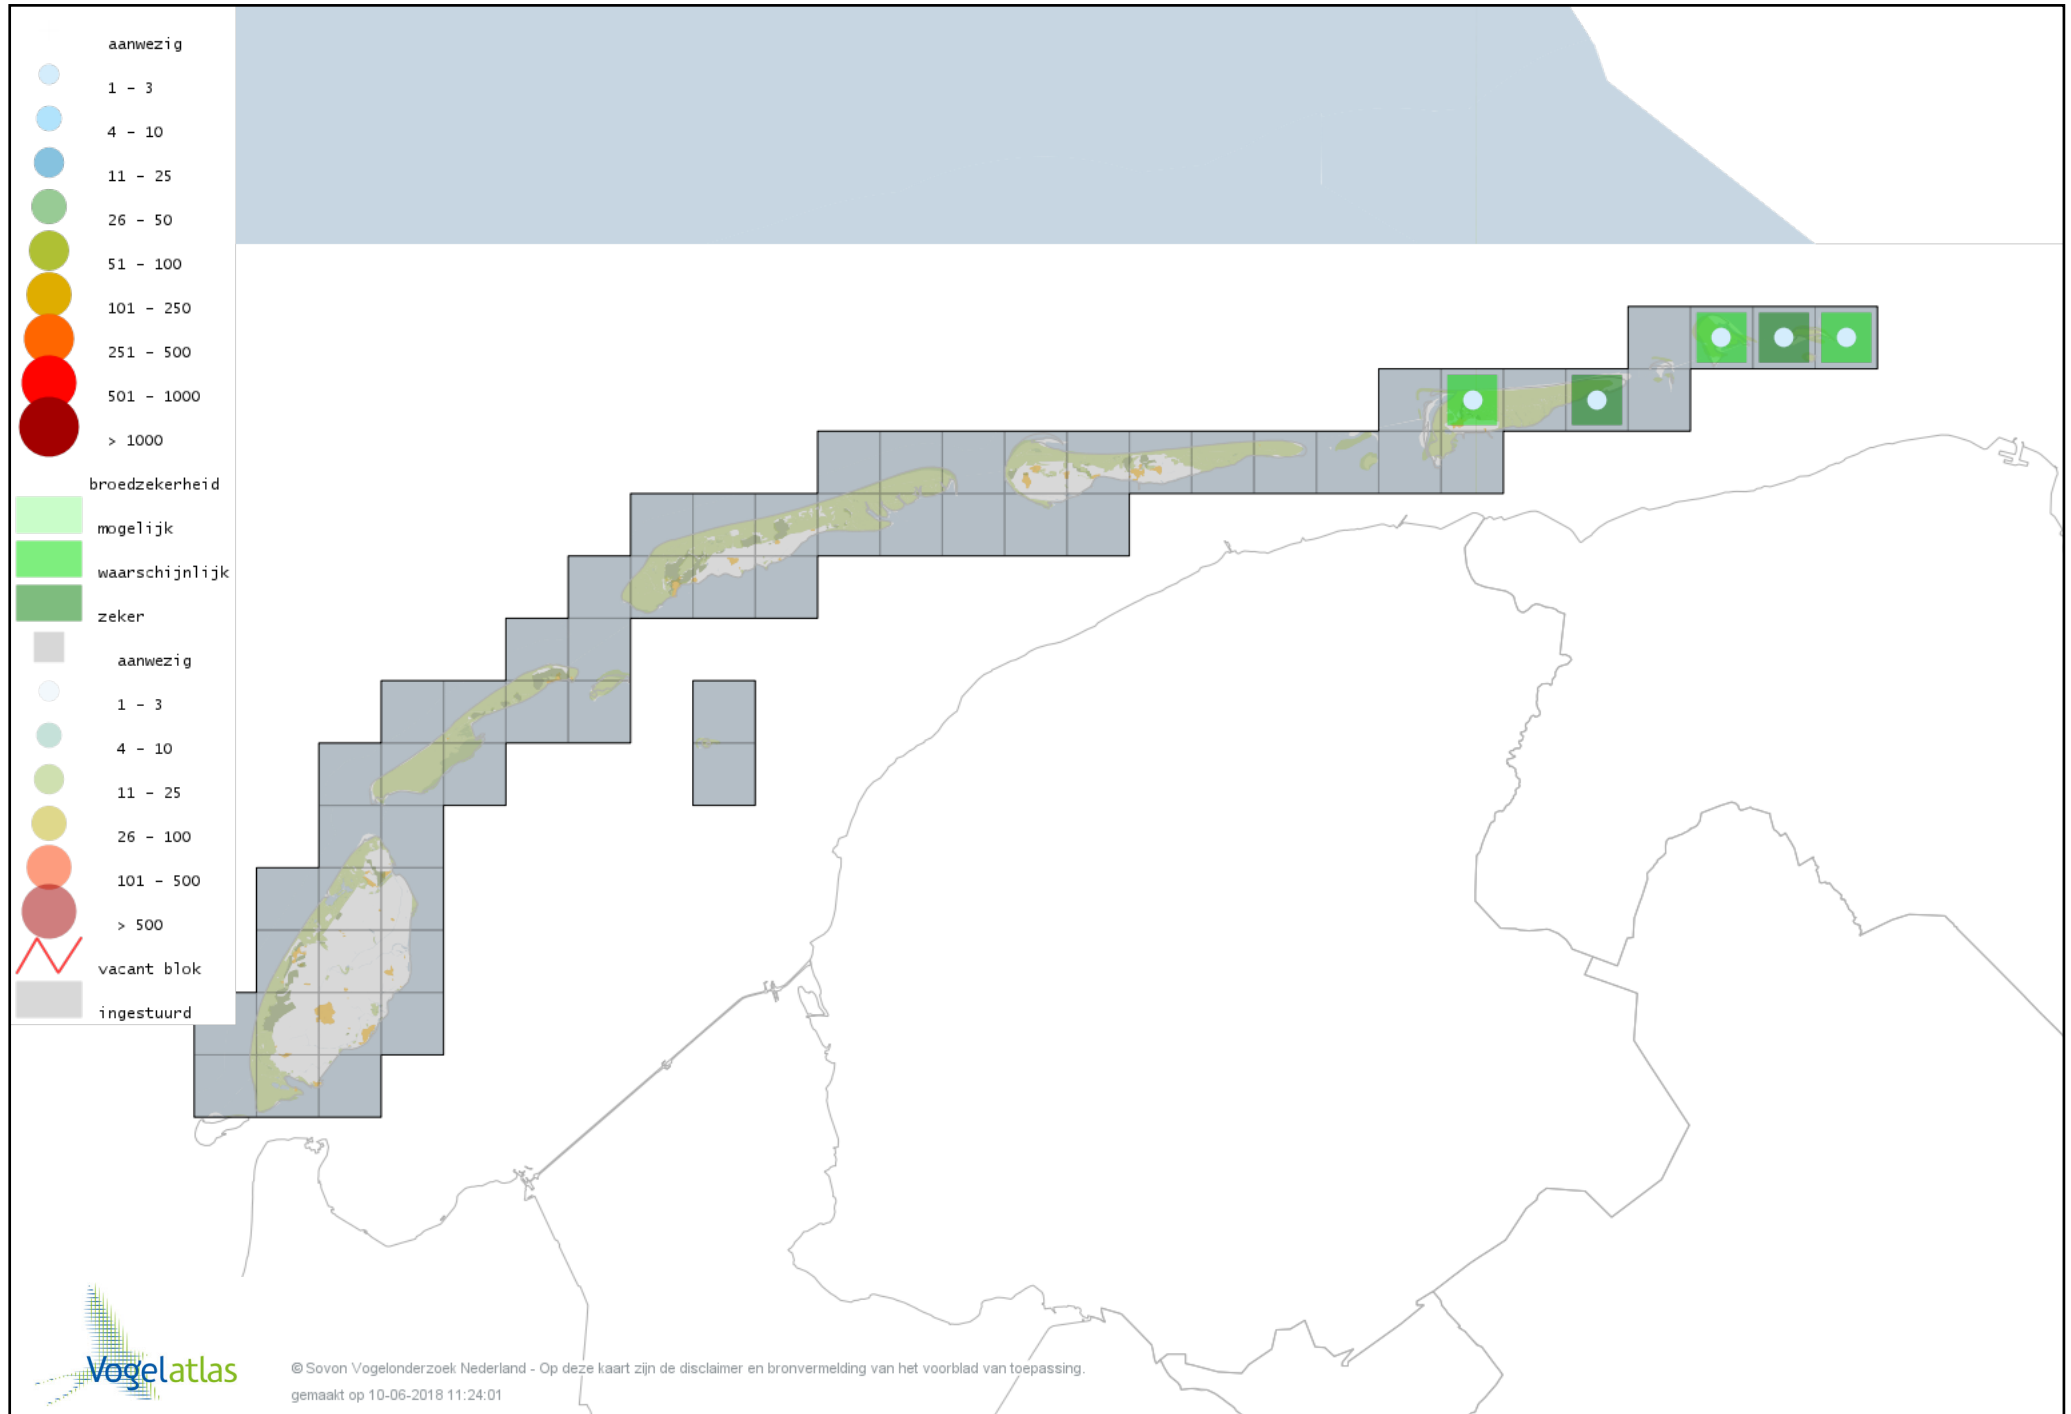 aanwezig
1 - 3
4 - 10
11 - 25
26 - 50
51 - 100
101 - 250
251 - 500
501 - 1000
> 1000
broedzekerheid
mogelijk
waarschijnlijk
zeker
aanwezig
1 - 3
4 - 10
11 - 25
26 - 100
101 - 500
> 500
vacant blok
ingestuurd
Vogelatlas
© Sovon Vogelonderzoek Nederland - Op deze kaart zijn de disclaimer en bronvermelding van het voorblad van toepassing.
gemaakt op 10-06-2018 11:24:01